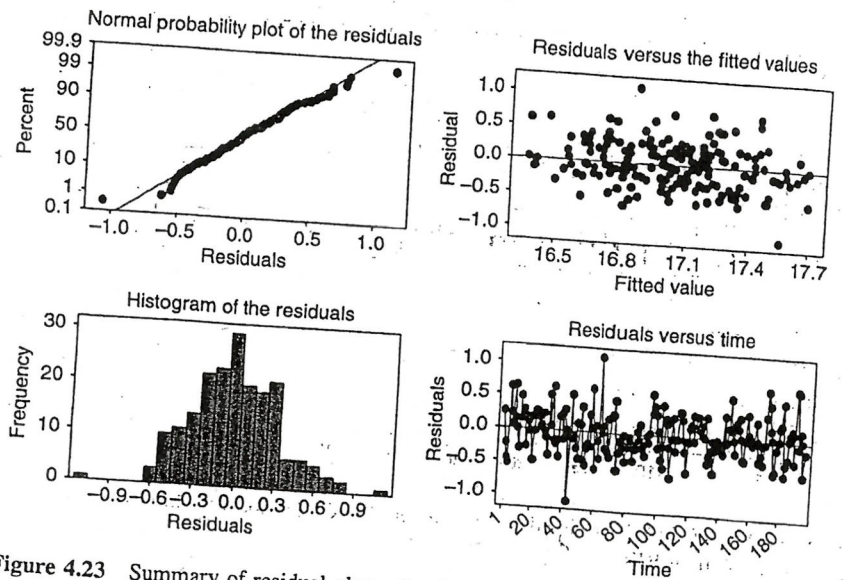 Normal probability plot of the residuals
99.9
99
90
50
10
1
0.1
Percent
−1.0 −0.5 0.0 0.5 1.0
Residuals
Residuals versus the fitted values
1.0
0.5
0.0
−0.5
−1.0
Residual
16.5 16.8 17.1 17.4 17.7
Fitted value
Histogram of the residuals
30
20
10
0
Frequency
−0.9 −0.6 −0.3 0.0 0.3 0.6 0.9
Residuals
Residuals versus time
1.0
0.5
0.0
−0.5
−1.0
Residuals
1 20 40 60 80 100 120 140 160 180
Time
Figure 4.23 Summary of residual